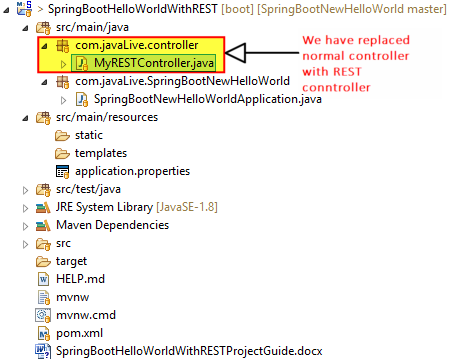 SpringBootHelloWorldWithREST [boot] [SpringBootNewHelloWorld master]
src/main/java
com.javaLive.controller
MyRESTController.java
com.javaLive.SpringBootNewHelloWorld
SpringBootNewHelloWorldApplication.java
src/main/resources
static
templates
application.properties
src/test/java
JRE System Library [JavaSE-1.8]
Maven Dependencies
src
target
HELP.md
mvnw
mvnw.cmd
pom.xml
SpringBootHelloWorldWithRESTProjectGuide.docx
We have replaced
normal controller
with REST
conntroller